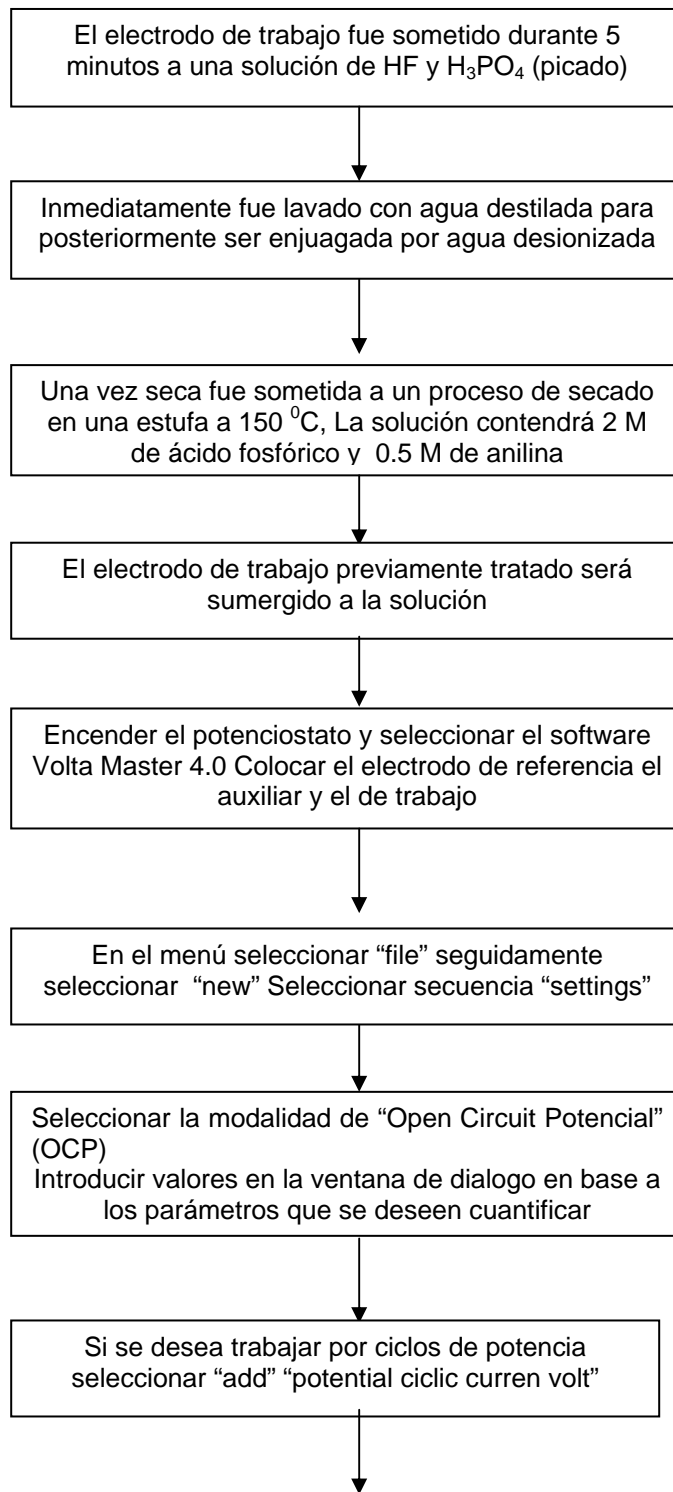 El electrodo de trabajo fue sometido durante 5
minutos a una solución de HF y H₃PO₄ (picado)
Inmediatamente fue lavado con agua destilada para
posteriormente ser enjuagada por agua desionizada
Una vez seca fue sometida a un proceso de secado
en una estufa a 150 ⁰C, La solución contendrá 2 M
de ácido fosfórico y 0.5 M de anilina
El electrodo de trabajo previamente tratado será
sumergido a la solución
Encender el potenciostato y seleccionar el software
Volta Master 4.0 Colocar el electrodo de referencia el
auxiliar y el de trabajo
En el menú seleccionar “file” seguidamente
seleccionar “new” Seleccionar secuencia “settings”
Seleccionar la modalidad de “Open Circuit Potencial”
(OCP)
Introducir valores en la ventana de dialogo en base a
los parámetros que se deseen cuantificar
Si se desea trabajar por ciclos de potencia
seleccionar “add” “potential ciclic curren volt”